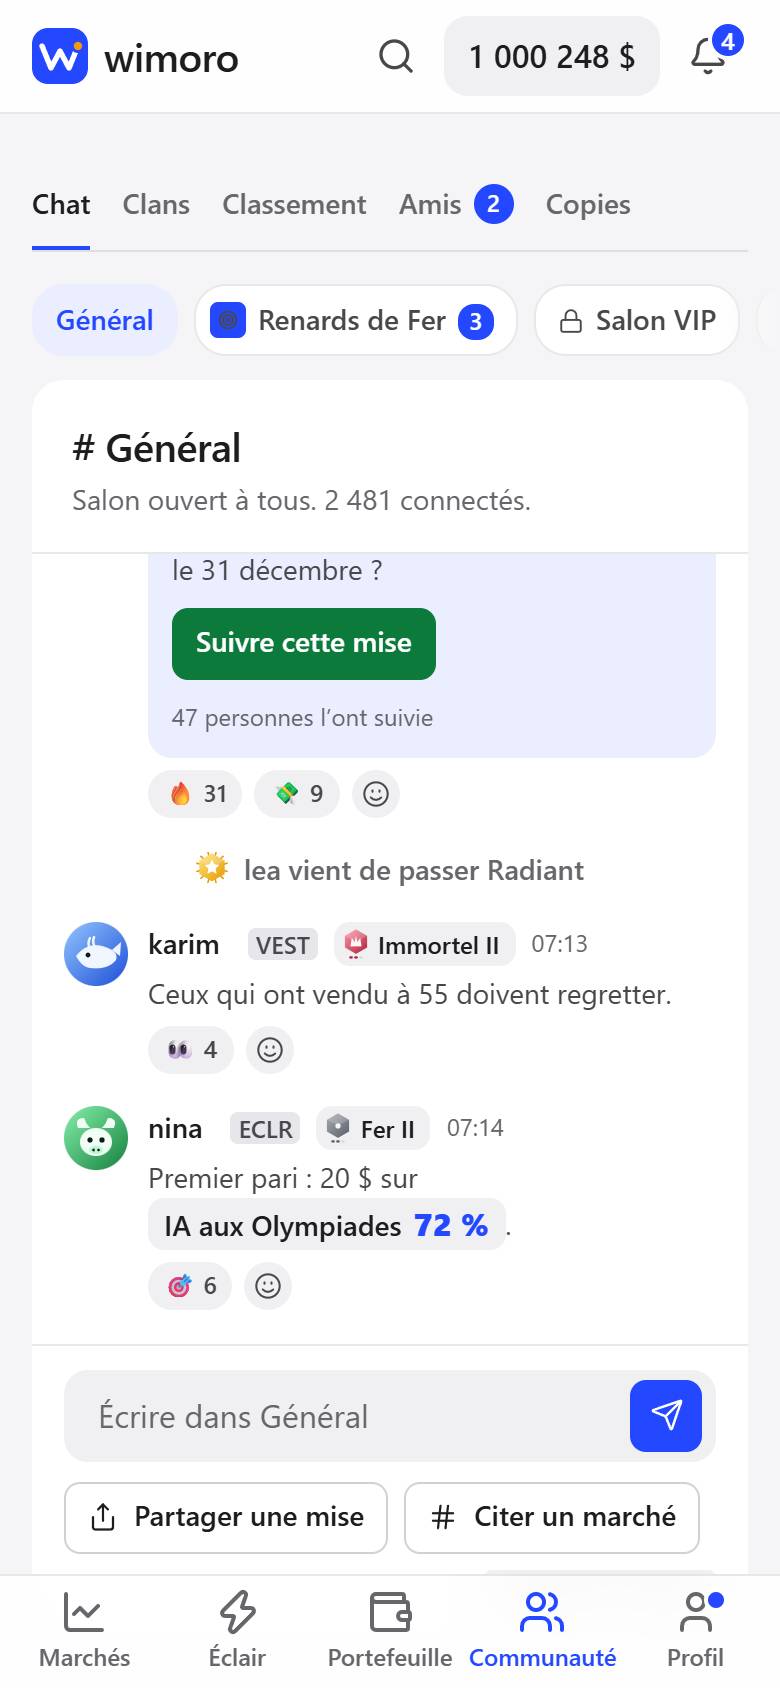 wimoro
1 000 248 $
4
Chat Clans Classement Amis 2 Copies
Général Renards de Fer 3 Salon VIP
# Général
Salon ouvert à tous. 2 481 connectés.
le 31 décembre ?
Suivre cette mise
47 personnes l’ont suivie
31 9
lea vient de passer Radiant
karim VEST Immortel II 07:13
Ceux qui ont vendu à 55 doivent regretter.
4
nina ECLR Fer II 07:14
Premier pari : 20 $ sur
IA aux Olympiades 72 % .
6
Écrire dans Général
Partager une mise # Citer un marché
Marchés Éclair Portefeuille Communauté Profil